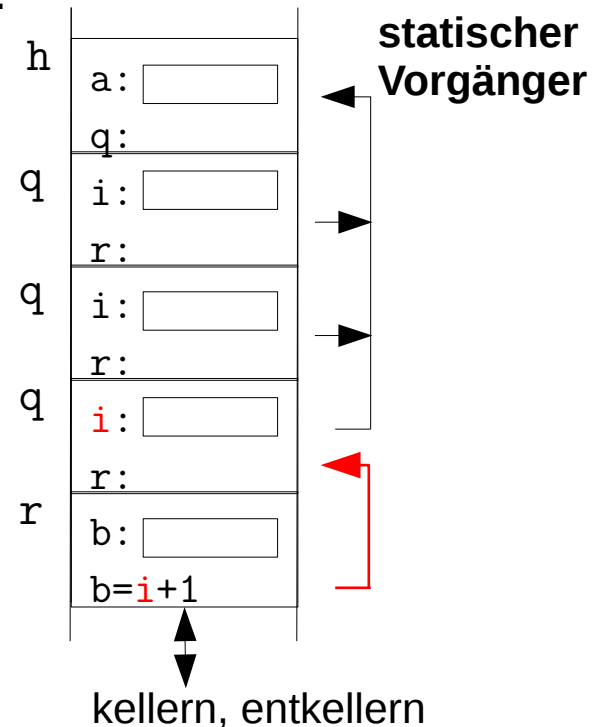 statischer
Vorgänger
h
a:
q:
q
i:
r:
q
i:
r:
q
i:
r:
r
b:
b=i+1
kellern, entkellern